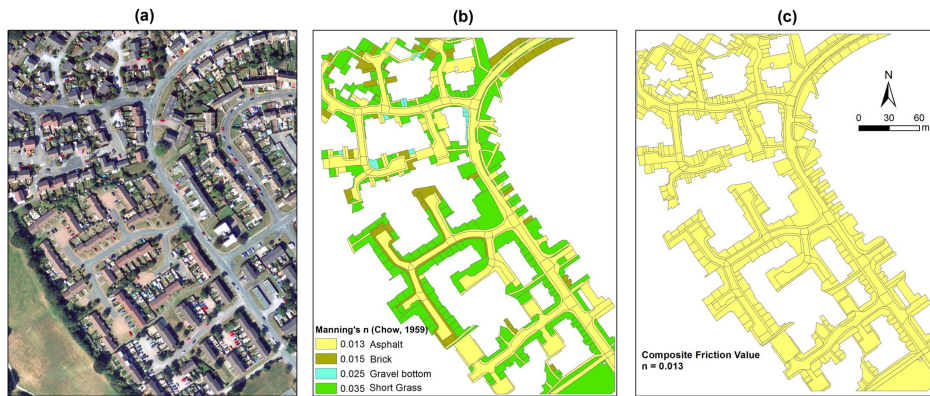 (a)
(b)
(c)
N
0 30 60
m
Manning's n (Chow, 1959)
0.013 Asphalt
0.015 Brick
0.025 Gravel bottom
0.035 Short Grass
Composite Friction Value
n = 0.013